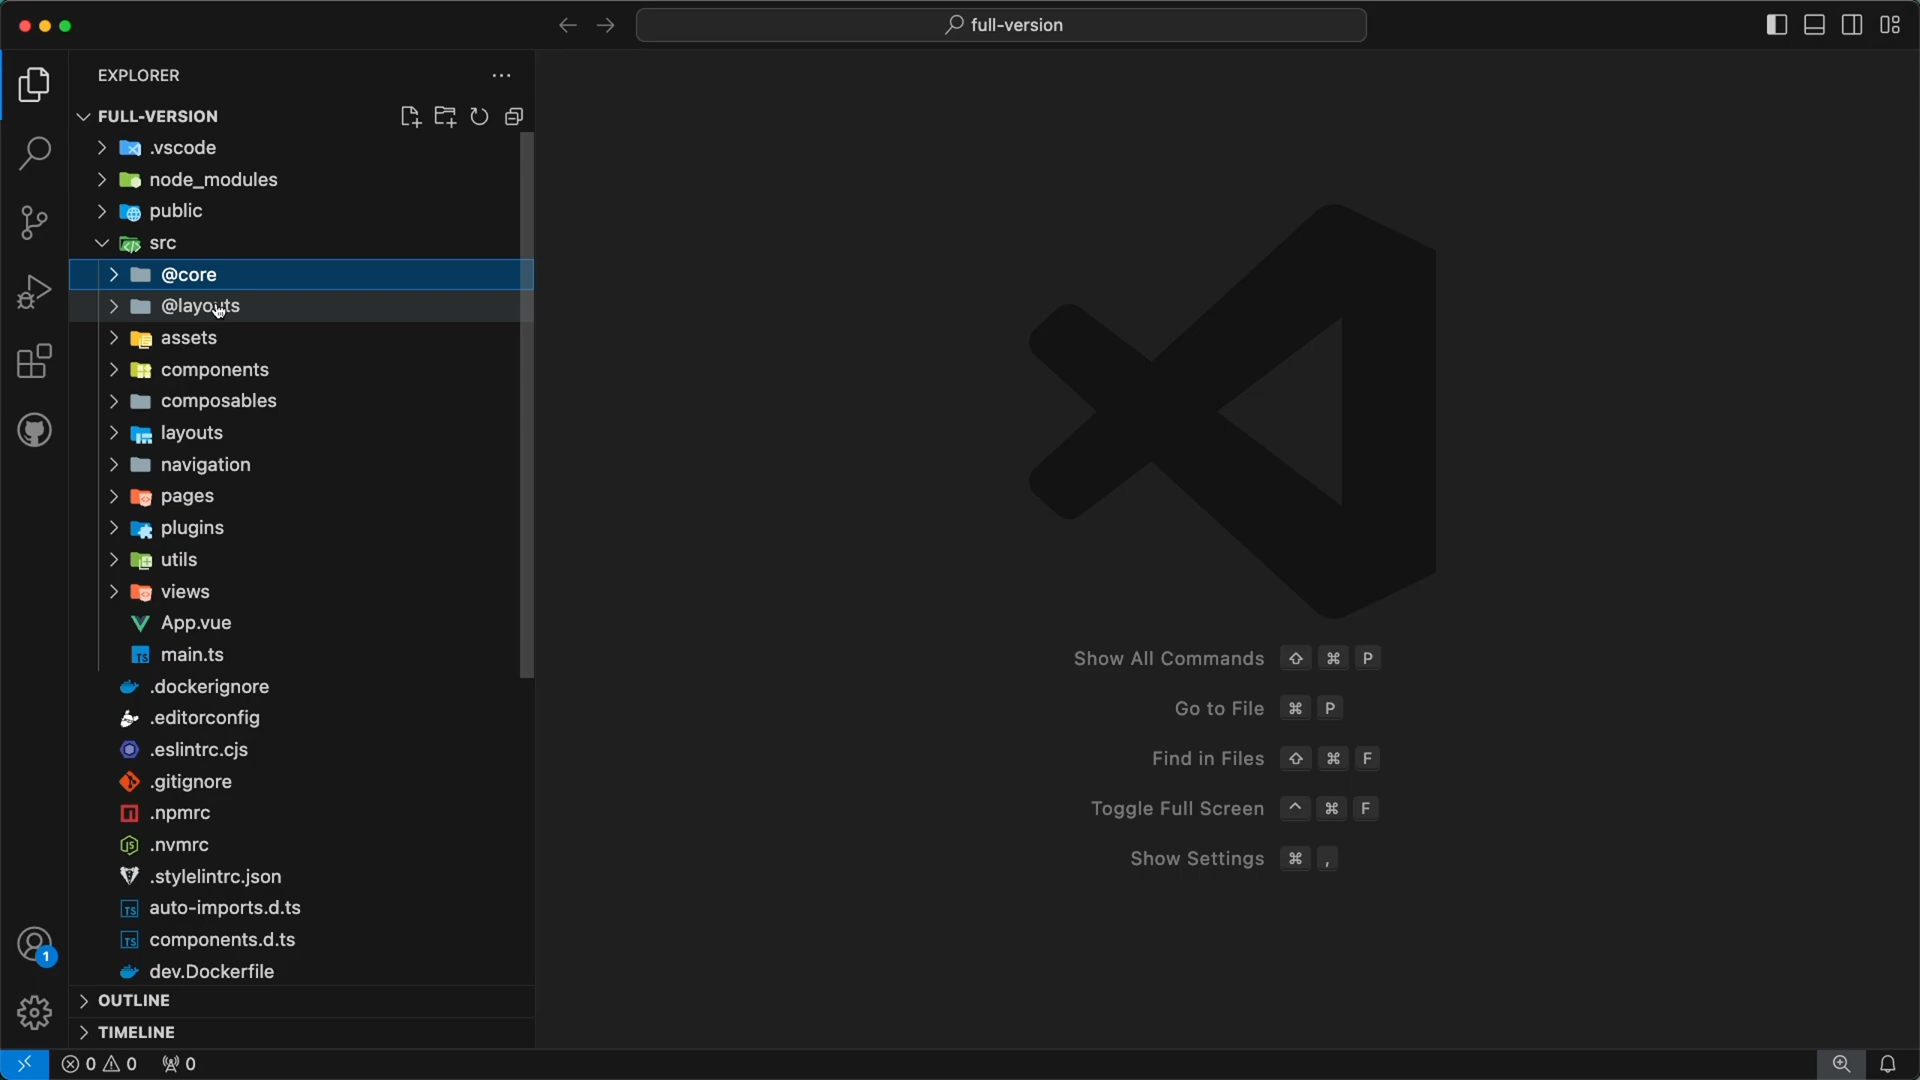 full-version
EXPLORER
FULL-VERSION
.vscode
node_modules
public
src
@core
@layouts
assets
components
composables
layouts
navigation
pages
plugins
utils
views
App.vue
main.ts
.dockerignore
.editorconfig
.eslintrc.cjs
.gitignore
.npmrc
.nvmrc
.stylelintrc.json
auto-imports.d.ts
components.d.ts
dev.Dockerfile
OUTLINE
TIMELINE
Show All Commands ⇧ ⌘ P
Go to File ⌘ P
Find in Files ⇧ ⌘ F
Toggle Full Screen ^ ⌘ F
Show Settings ⌘ ,
1
0 0 0